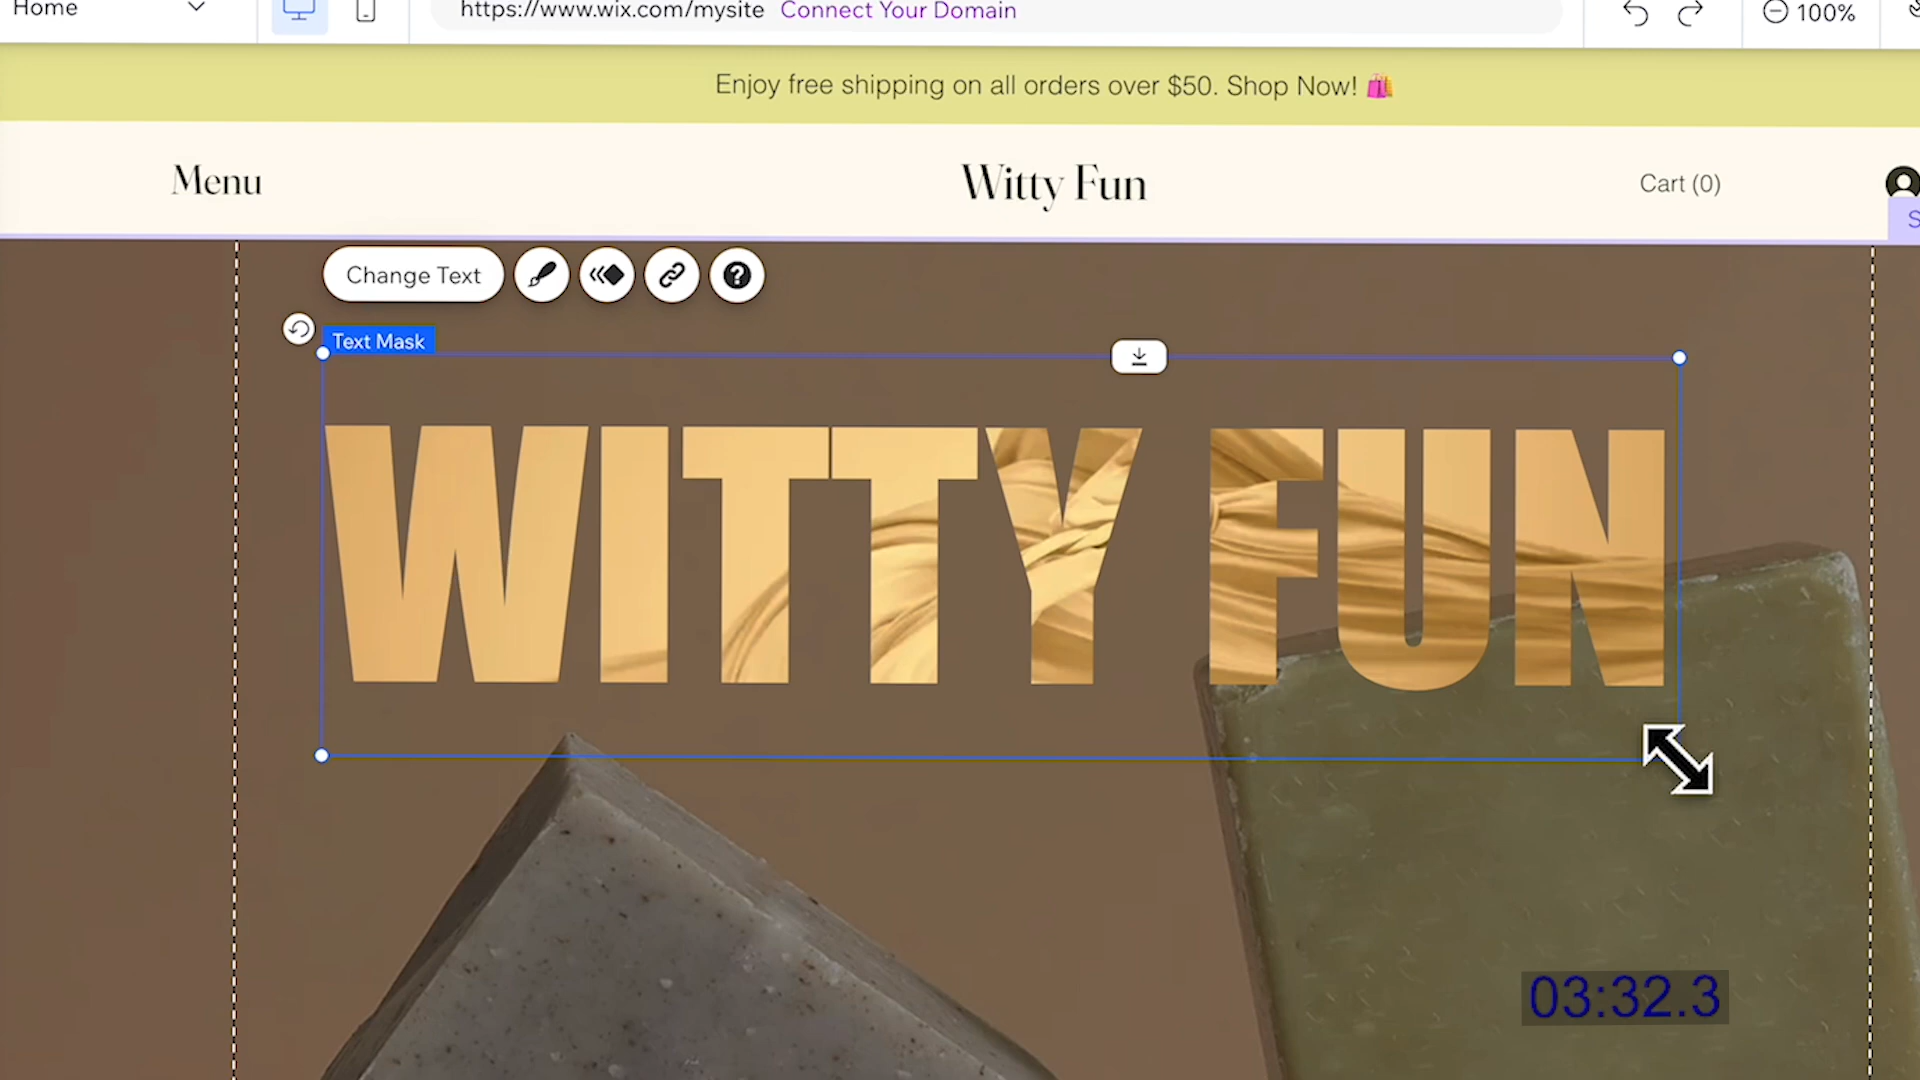 Home
https://www.wix.com/mysite Connect Your Domain
100%
Enjoy free shipping on all orders over $50. Shop Now! 🛍️
Menu
Witty Fun
Cart (0)
S
Change Text
Text Mask
WITTY FUN
03:32.3